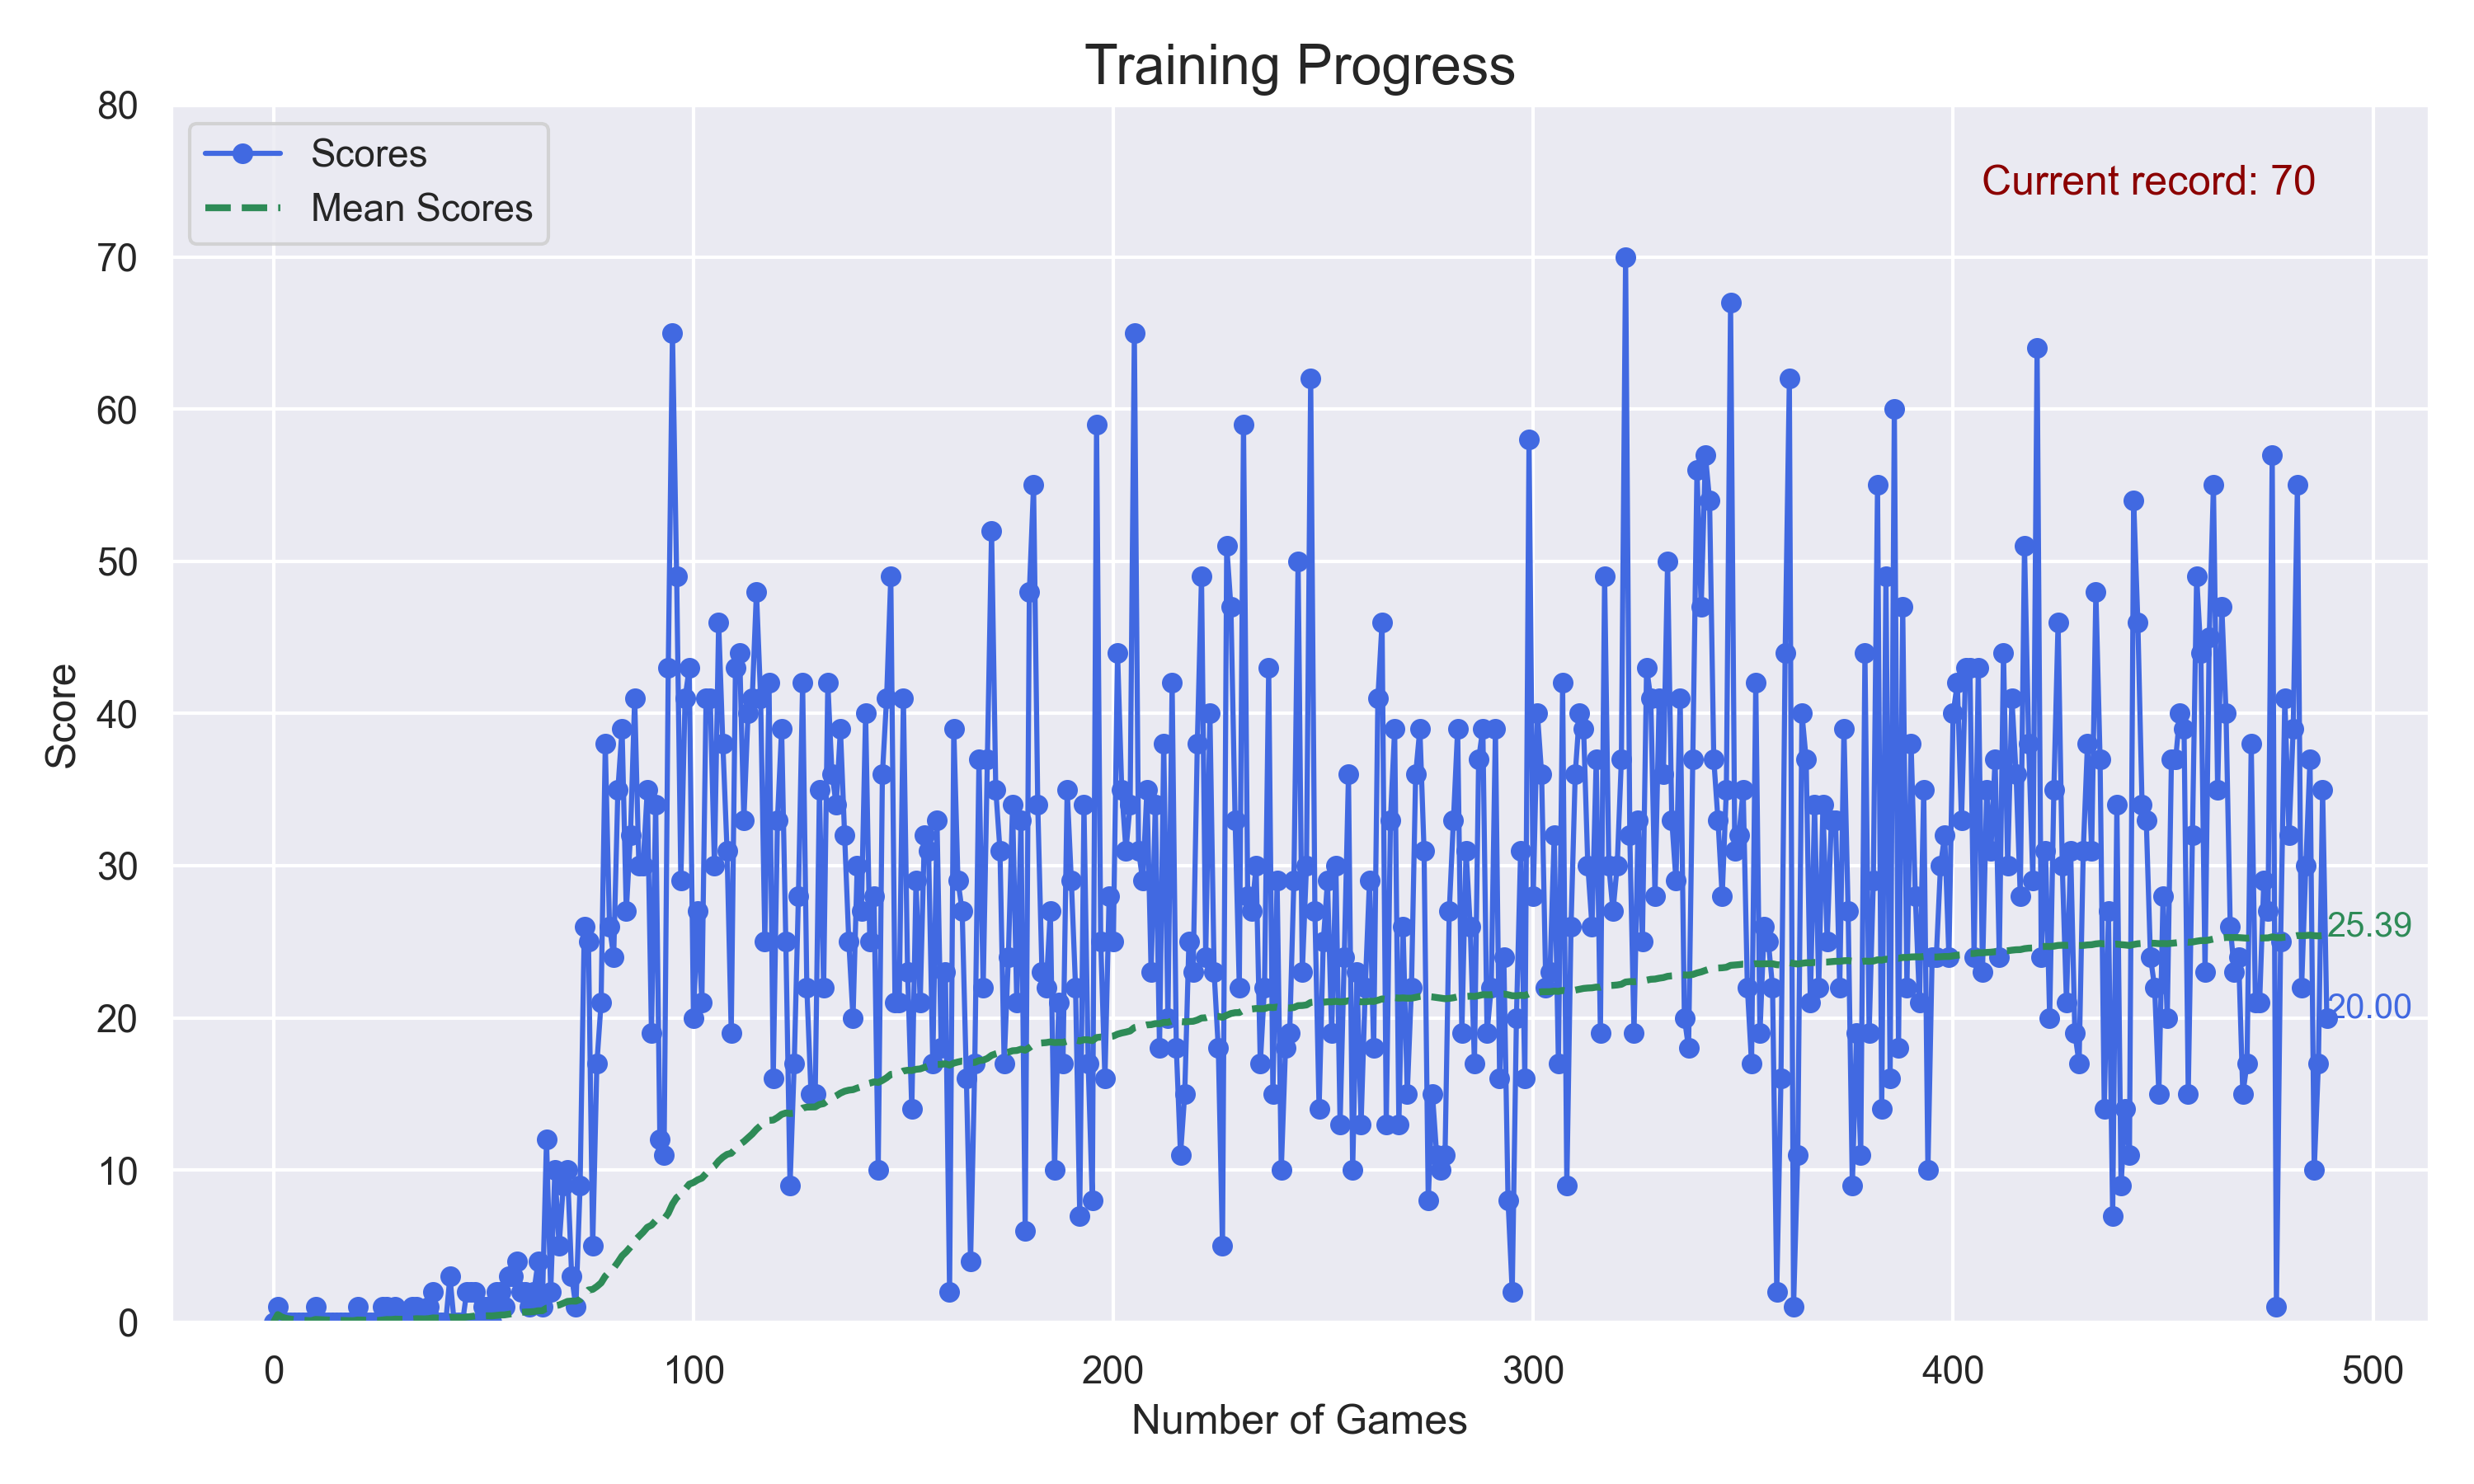 Training Progress
Scores
Mean Scores
Current record: 70
80
70
60
50
40
30
20
10
0
Score
25.39
20.00
0 100 200 300 400 500
Number of Games